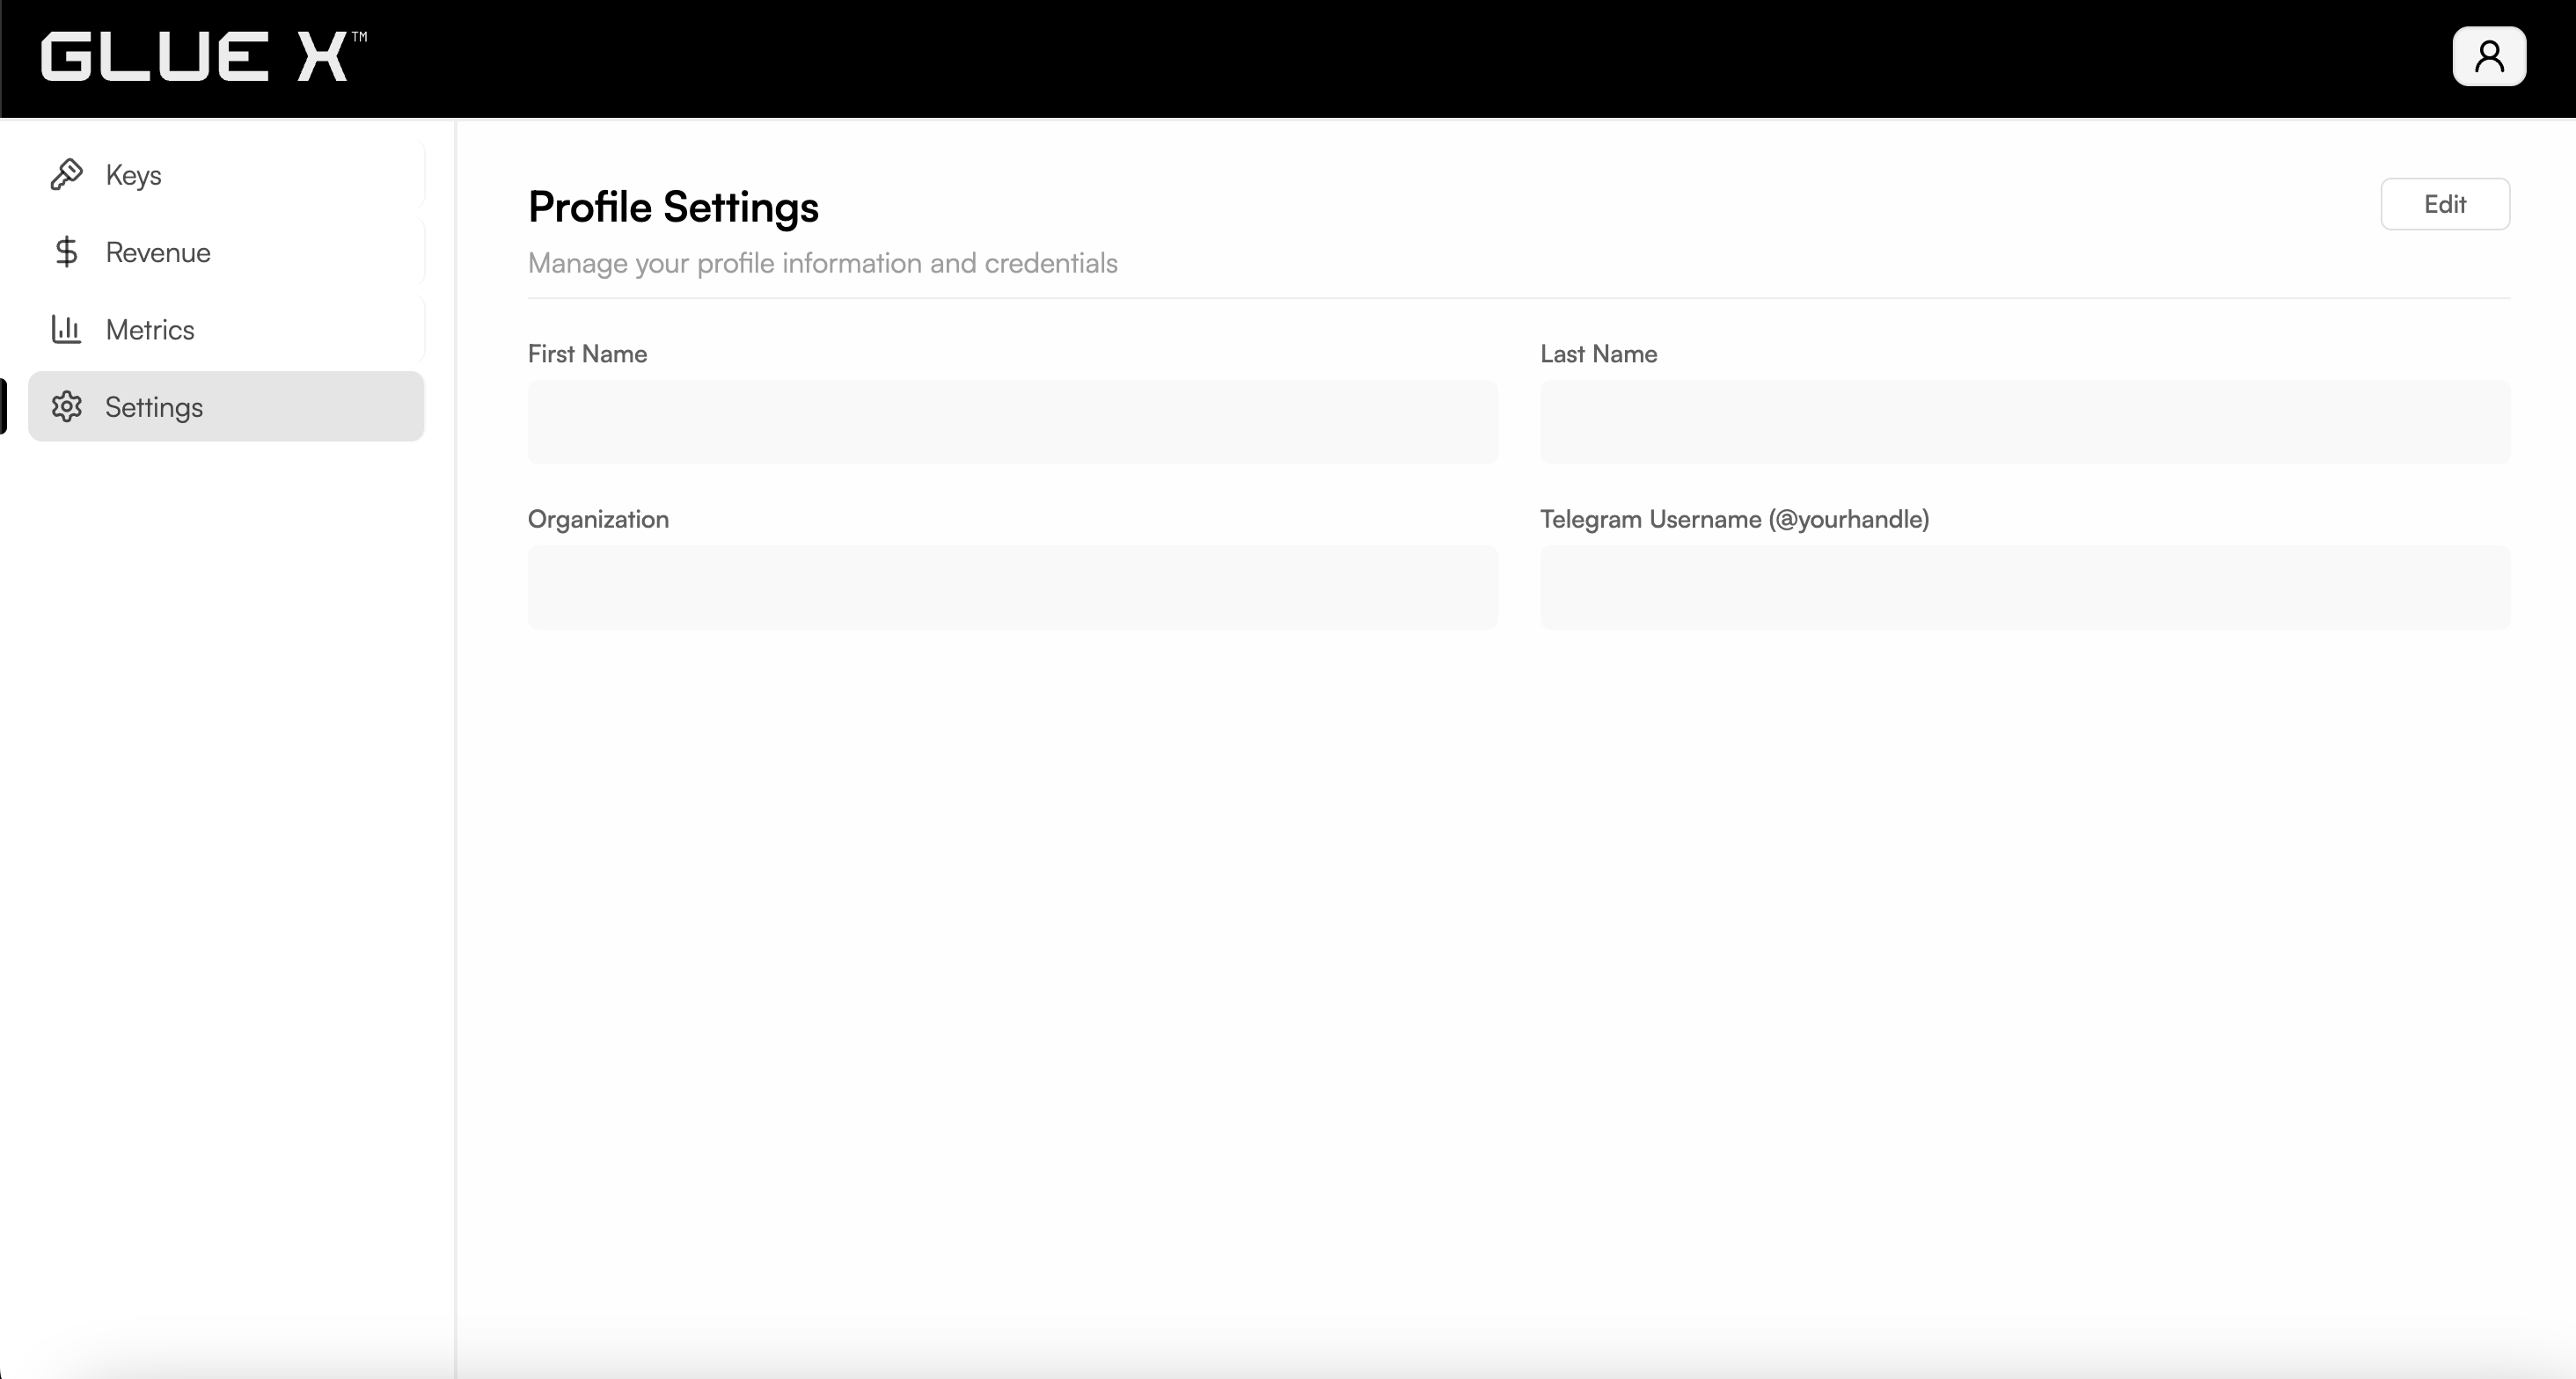 GLUE X™
Keys
Revenue
Metrics
Settings
Profile Settings
Edit
Manage your profile information and credentials
First Name
Last Name
Organization
Telegram Username (@yourhandle)